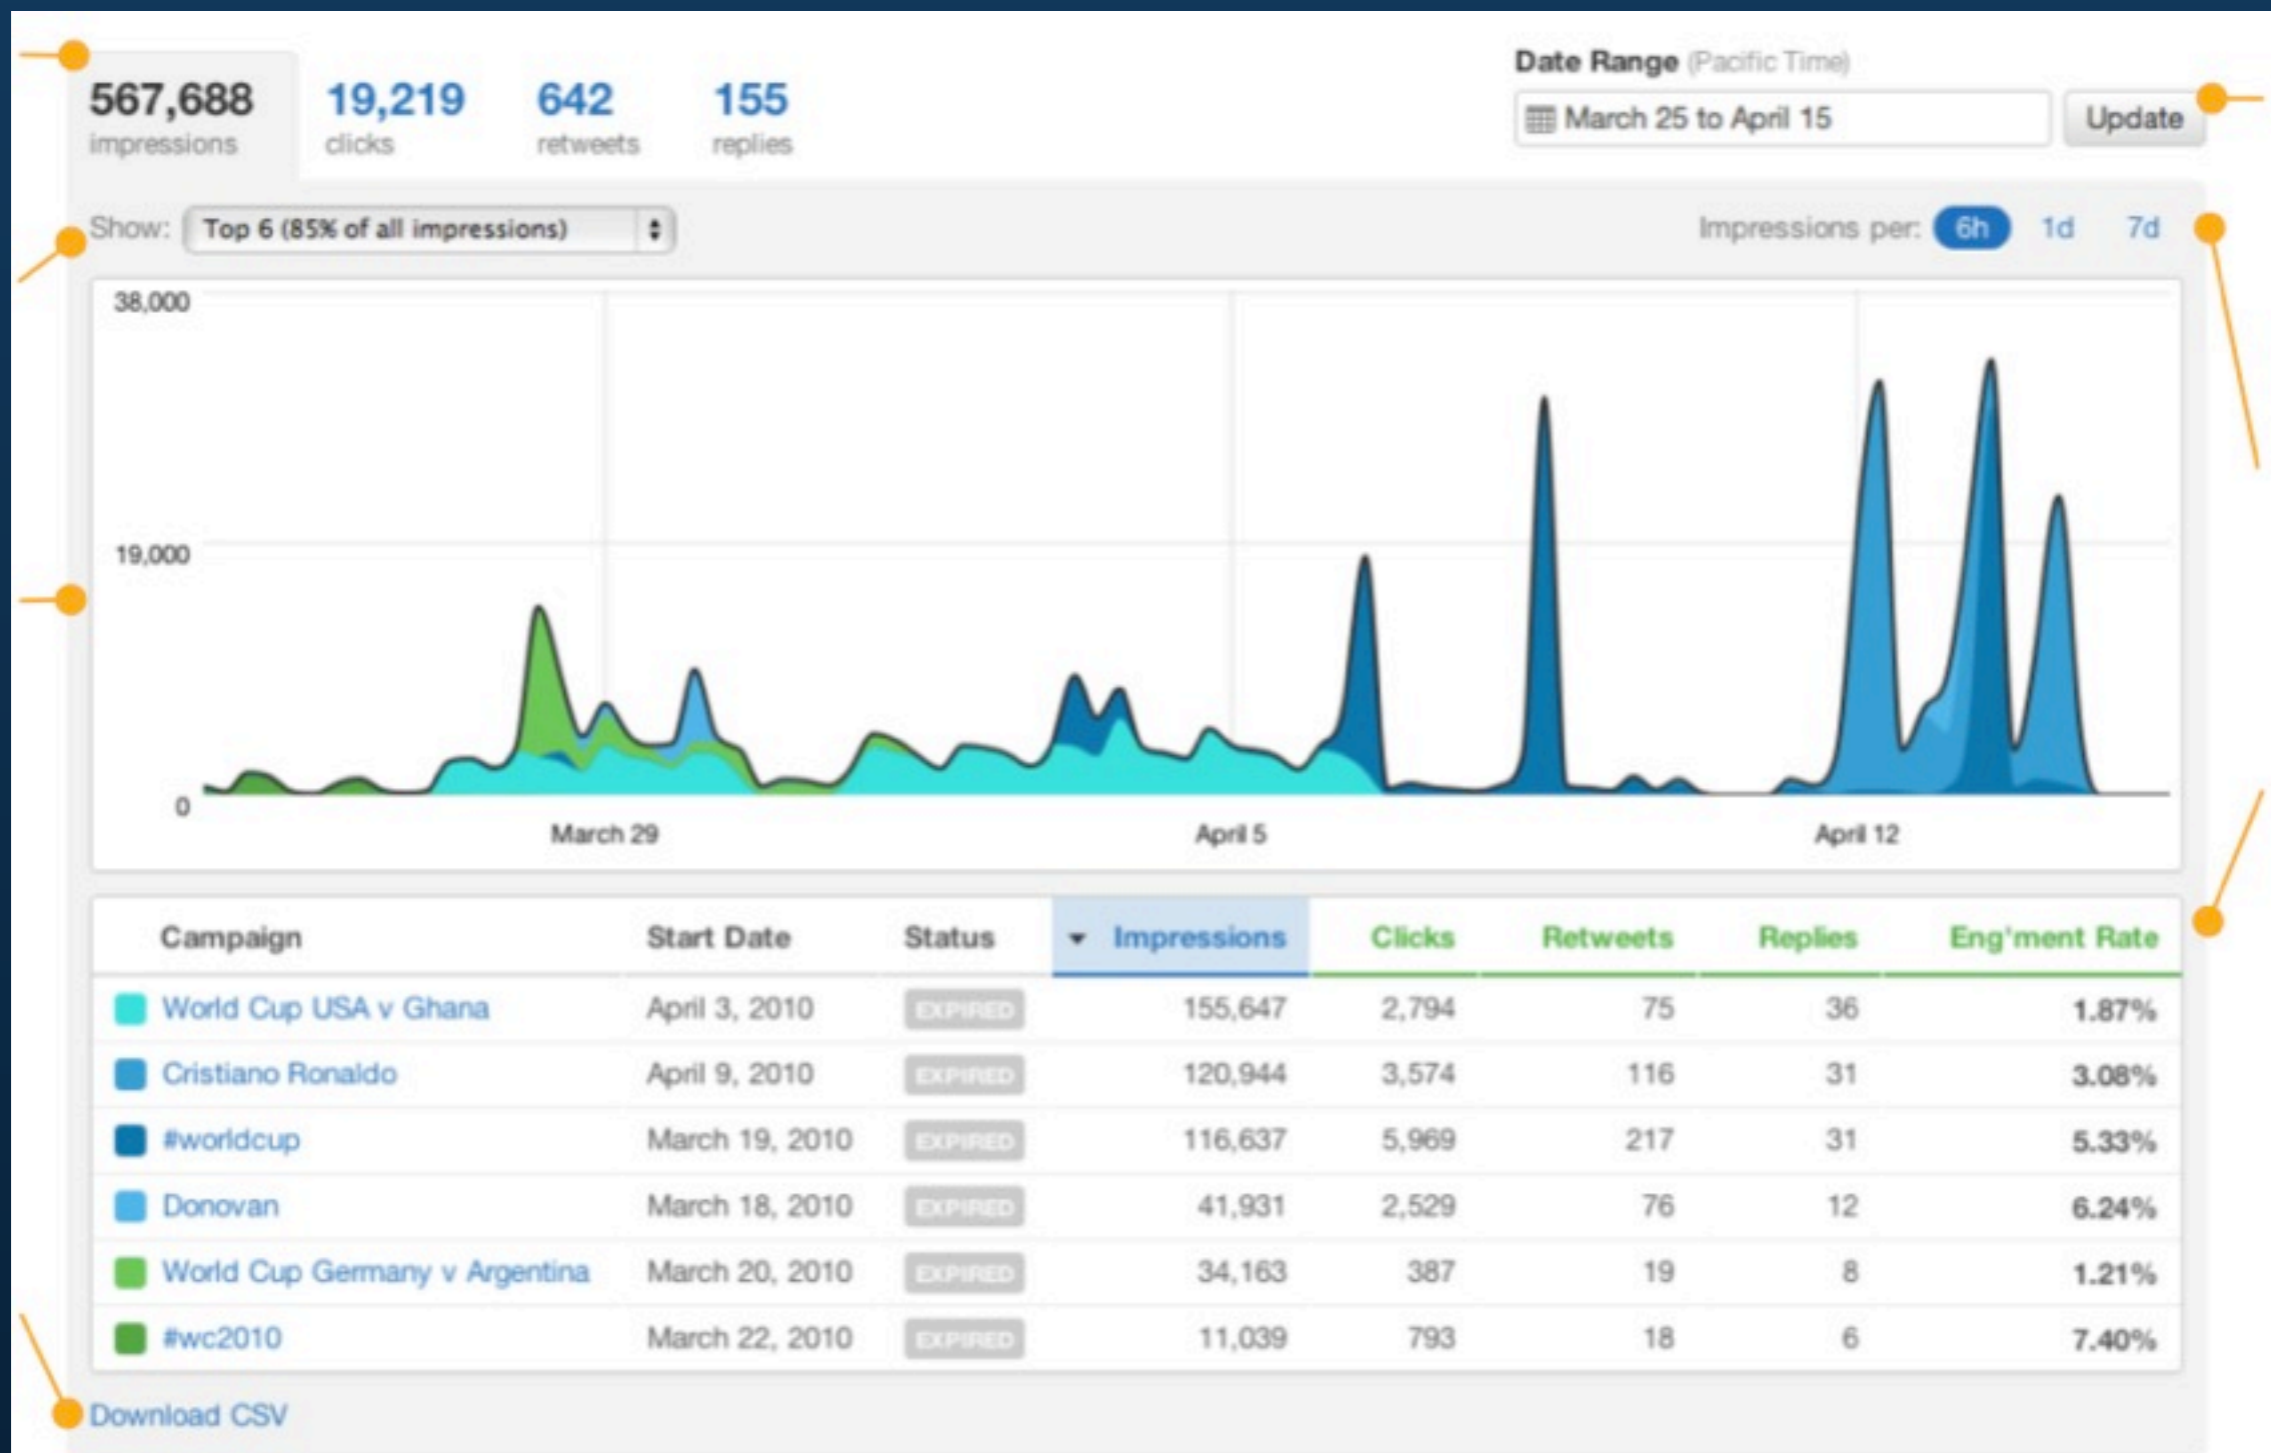 567,688 19,219 642 155
impressions clicks retweets replies
Date Range (Pacific Time)
March 25 to April 15 Update
Show: Top 6 (85% of all impressions) Impressions per: 6h 1d 7d
38,000
19,000
0
March 29 April 5 April 12
Campaign Start Date Status Impressions Clicks Retweets Replies Eng'ment Rate
World Cup USA v Ghana April 3, 2010 EXPIRED 155,647 2,794 75 36 1.87%
Cristiano Ronaldo April 9, 2010 EXPIRED 120,944 3,574 116 31 3.08%
#worldcup March 19, 2010 EXPIRED 116,637 5,969 217 31 5.33%
Donovan March 18, 2010 EXPIRED 41,931 2,529 76 12 6.24%
World Cup Germany v Argentina March 20, 2010 EXPIRED 34,163 387 19 8 1.21%
#wc2010 March 22, 2010 EXPIRED 11,039 793 18 6 7.40%
Download CSV